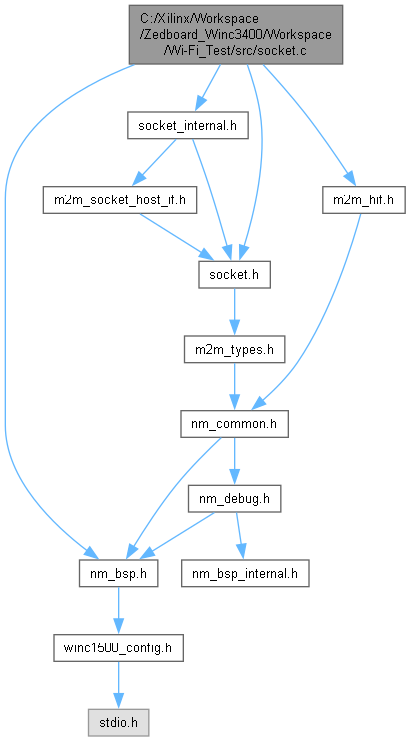 C:/Xilinx/Workspace
/Zedboard_Winc3400/Workspace
/Wi-Fi_Test/src/socket.c
socket_internal.h
m2m_socket_host_if.h
m2m_hif.h
socket.h
m2m_types.h
nm_common.h
nm_debug.h
nm_bsp.h
nm_bsp_internal.h
winc1500_config.h
stdio.h